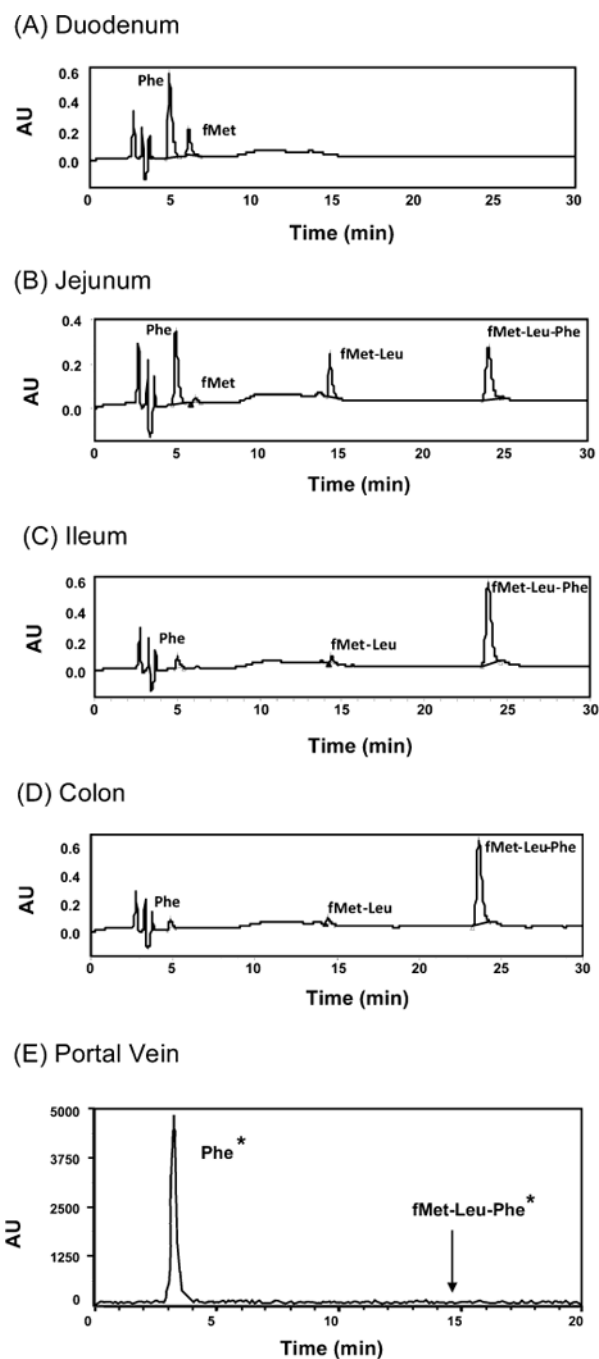 (A) Duodenum
AU
0.6
0.4
0.2
0.0
Phe
fMet
0 5 10 15 20 25 30
Time (min)
(B) Jejunum
AU
0.4
0.2
0.0
Phe
fMet
fMet-Leu
fMet-Leu-Phe
0 5 10 15 20 25 30
Time (min)
(C) Ileum
AU
0.6
0.4
0.2
0.0
Phe
fMet-Leu
fMet-Leu-Phe
0 5 10 15 20 25 30
Time (min)
(D) Colon
AU
0.6
0.4
0.2
0.0
Phe
fMet-Leu
fMet-Leu-Phe
0 5 10 15 20 25 30
Time (min)
(E) Portal Vein
AU
5000
3750
2500
1250
0
Phe*
fMet-Leu-Phe*
0 5 10 15 20
Time (min)